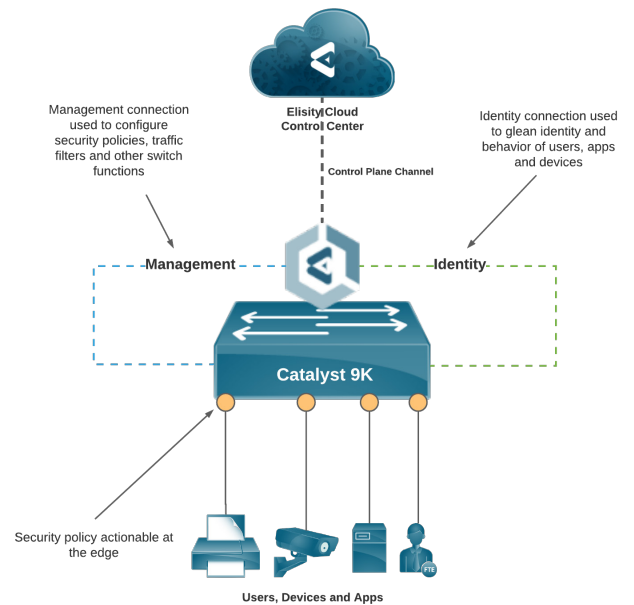 Elisity Cloud
Control Center
Management connection
used to configure
security policies, traffic
filters and other switch
functions
Identity connection used
to glean identity and
behavior of users, apps
and devices
Control Plane Channel
Management
Identity
Catalyst 9K
Security policy actionable at
the edge
FTE
Users, Devices and Apps